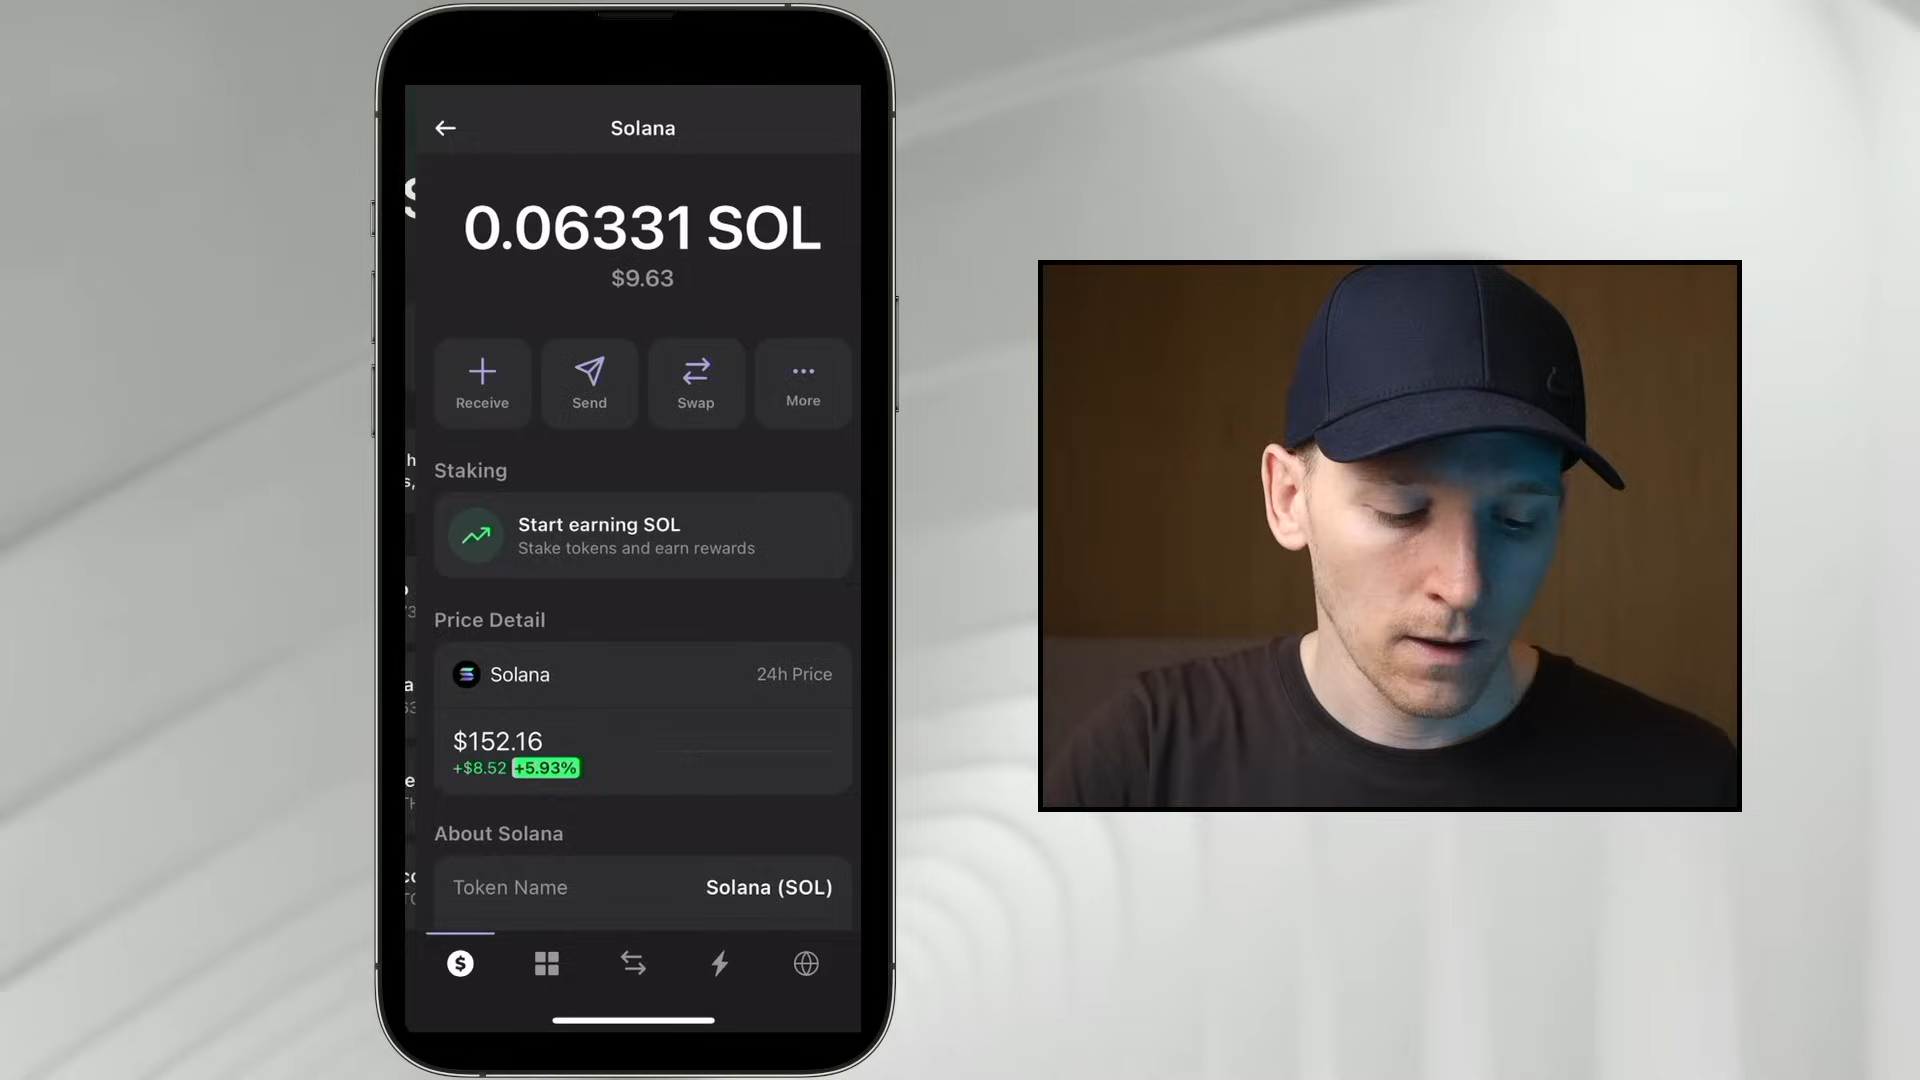 Solana
0.06331 SOL
$9.63
Receive
Send
Swap
More
Staking
Start earning SOL
Stake tokens and earn rewards
Price Detail
Solana
24h Price
$152.16
+$8.52 +5.93%
About Solana
Token Name
Solana (SOL)